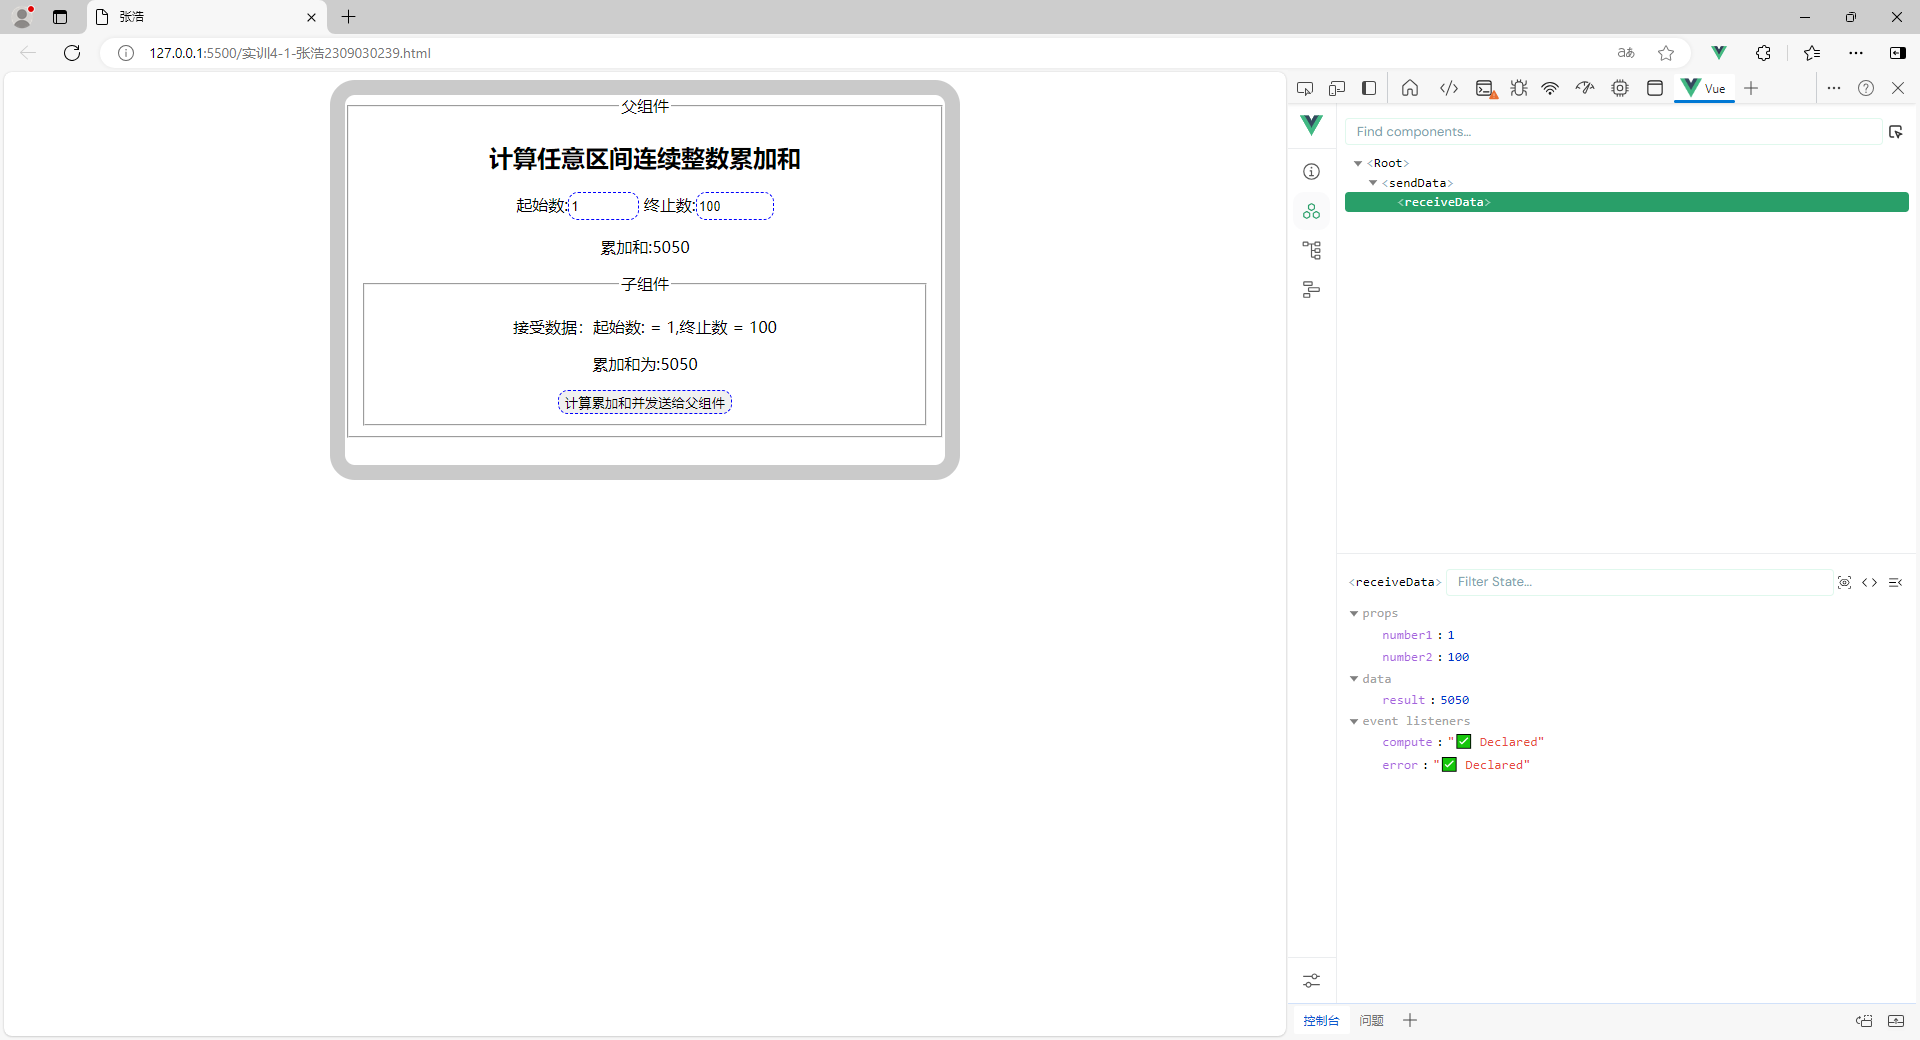 张浩
127.0.0.1:5500/实训4-1-张浩2309030239.html
aあ
父组件
计算任意区间连续整数累加和
起始数:1 终止数:100
累加和:5050
子组件
接受数据：起始数: = 1,终止数 = 100
累加和为:5050
计算累加和并发送给父组件
Vue
Find components...
<Root>
<sendData>
<receiveData>
<receiveData> Filter State...
props
number1 : 1
number2 : 100
data
result : 5050
event listeners
compute : "✅ Declared"
error : "✅ Declared"
控制台 问题